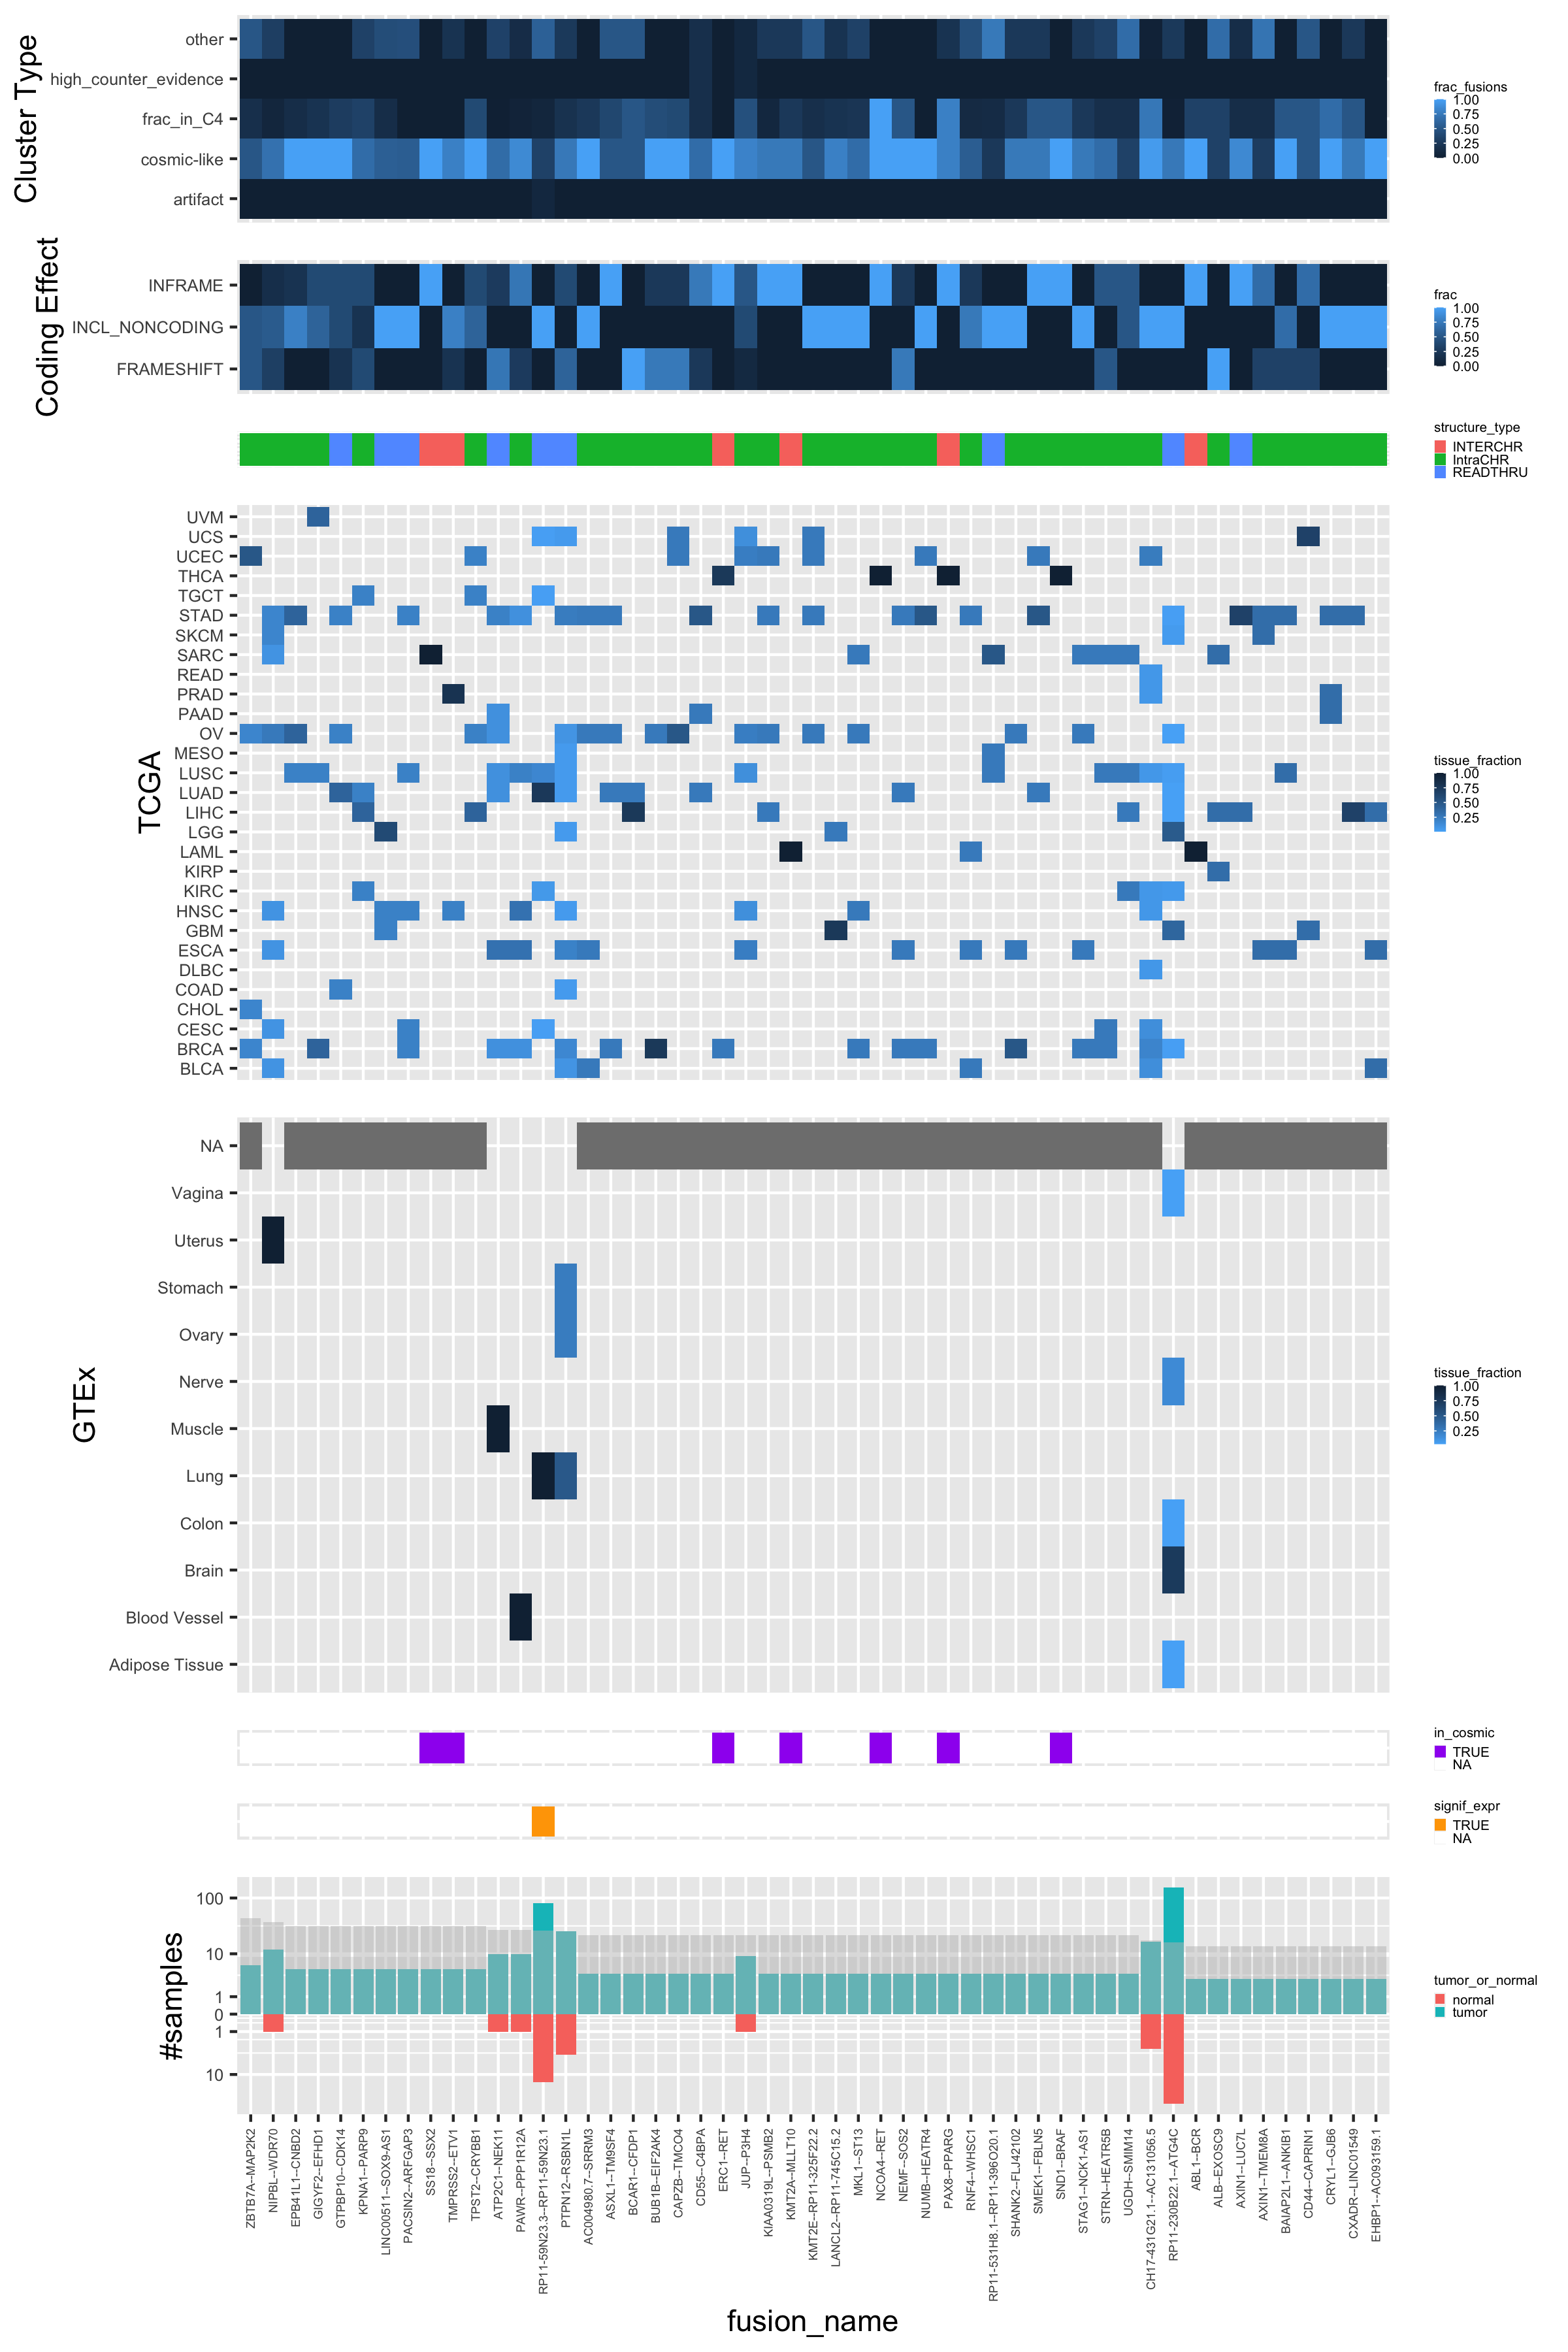 Cluster Type
other
high_counter_evidence
frac_in_C4
cosmic-like
artifact
frac_fusions
1.00
0.75
0.50
0.25
0.00
Coding Effect
INFRAME
INCL_NONCODING
FRAMESHIFT
frac
1.00
0.75
0.50
0.25
0.00
structure_type
INTERCHR
IntraCHR
READTHRU
TCGA
UVM
UCS
UCEC
THCA
TGCT
STAD
SKCM
SARC
READ
PRAD
PAAD
OV
MESO
LUSC
LUAD
LIHC
LGG
LAML
KIRP
KIRC
HNSC
GBM
ESCA
DLBC
COAD
CHOL
CESC
BRCA
BLCA
tissue_fraction
1.00
0.75
0.50
0.25
GTEx
NA
Vagina
Uterus
Stomach
Ovary
Nerve
Muscle
Lung
Colon
Brain
Blood Vessel
Adipose Tissue
tissue_fraction
1.00
0.75
0.50
0.25
in_cosmic
TRUE
NA
signif_expr
TRUE
NA
#samples
100
10
1
0
1
10
tumor_or_normal
normal
tumor
ZBTB7A--MAP2K2
NIPBL--WDR70
EPB41L1--CNBD2
GIGYF2--EFHD1
GTPBP10--CDK14
KPNA1--PARP9
LINC00511--SOX9-AS1
PACSIN2--ARFGAP3
SS18--SSX2
TMPRSS2--ETV1
TPST2--CRYBB1
ATP2C1--NEK11
PAWR--PPP1R12A
RP11-59N23.3--RP11-59N23.1
PTPN12--RSBN1L
AC004980.7--SRRM3
ASXL1--TM9SF4
BCAR1--CFDP1
BUB1B--EIF2AK4
CAPZB--TMCO4
CD55--C4BPA
ERC1--RET
JUP--P3H4
KIAA0319L--PSMB2
KMT2A--MLLT10
KMT2E--RP11-325F22.2
LANCL2--RP11-745C15.2
MKL1--ST13
NCOA4--RET
NEMF--SOS2
NUMB--HEATR4
PAX8--PPARG
RNF4--WHSC1
RP11-531H8.1--RP11-396O20.1
SHANK2--FLJ42102
SMEK1--FBLN5
SND1--BRAF
STAG1--NCK1-AS1
STRN--HEATR5B
UGDH--SMIM14
CH17-431G21.1--AC131056.5
RP11-230B22.1--ATG4C
ABL1--BCR
ALB--EXOSC9
AXIN1--LUC7L
AXIN1--TMEM8A
BAIAP2L1--ANKIB1
CD44--CAPRIN1
CRYL1--GJB6
CXADR--LINC01549
EHBP1--AC093159.1
fusion_name